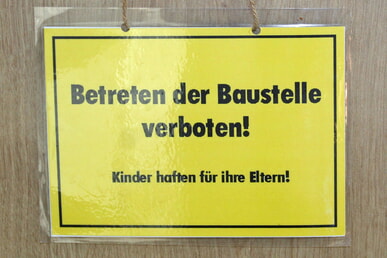 Betreten der Baustelle
verboten!
Kinder haften für ihre Eltern!